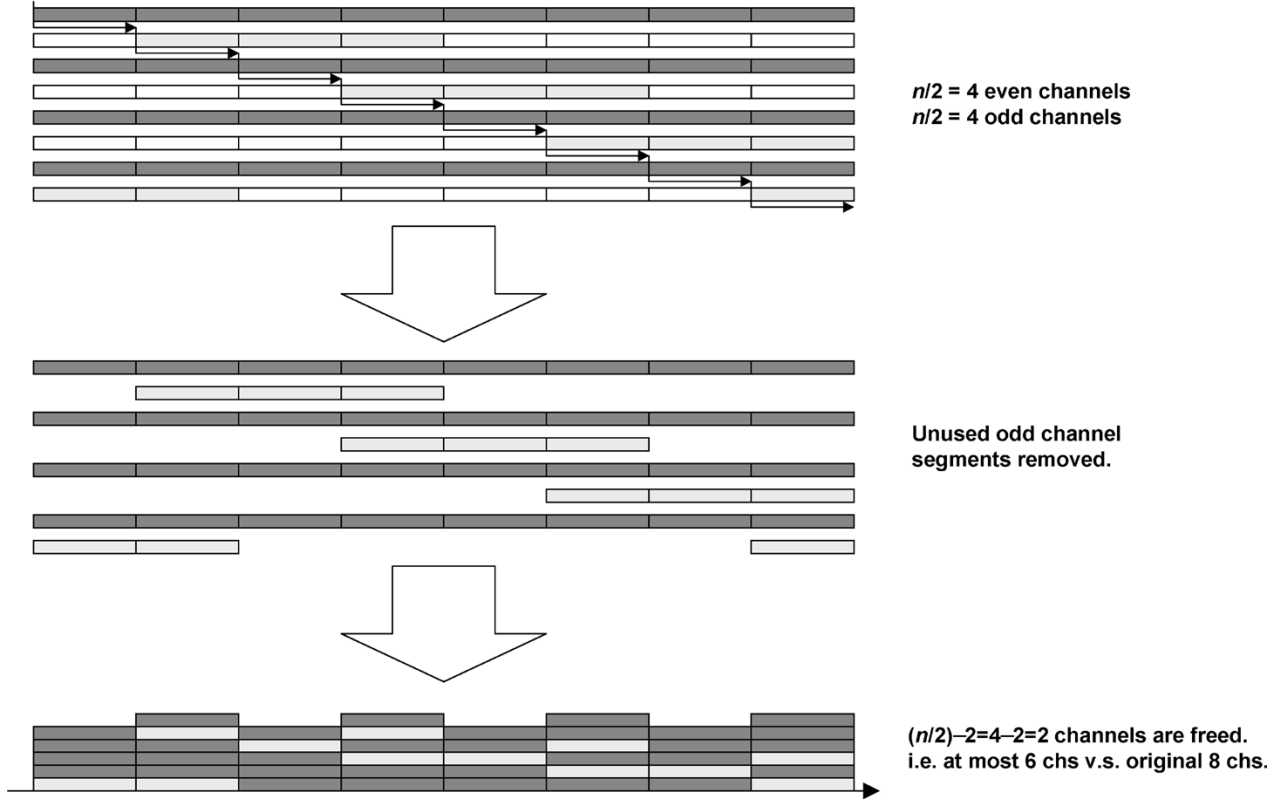 n/2 = 4 even channels
n/2 = 4 odd channels
Unused odd channel
segments removed.
(n/2)–2=4–2=2 channels are freed.
i.e. at most 6 chs v.s. original 8 chs.